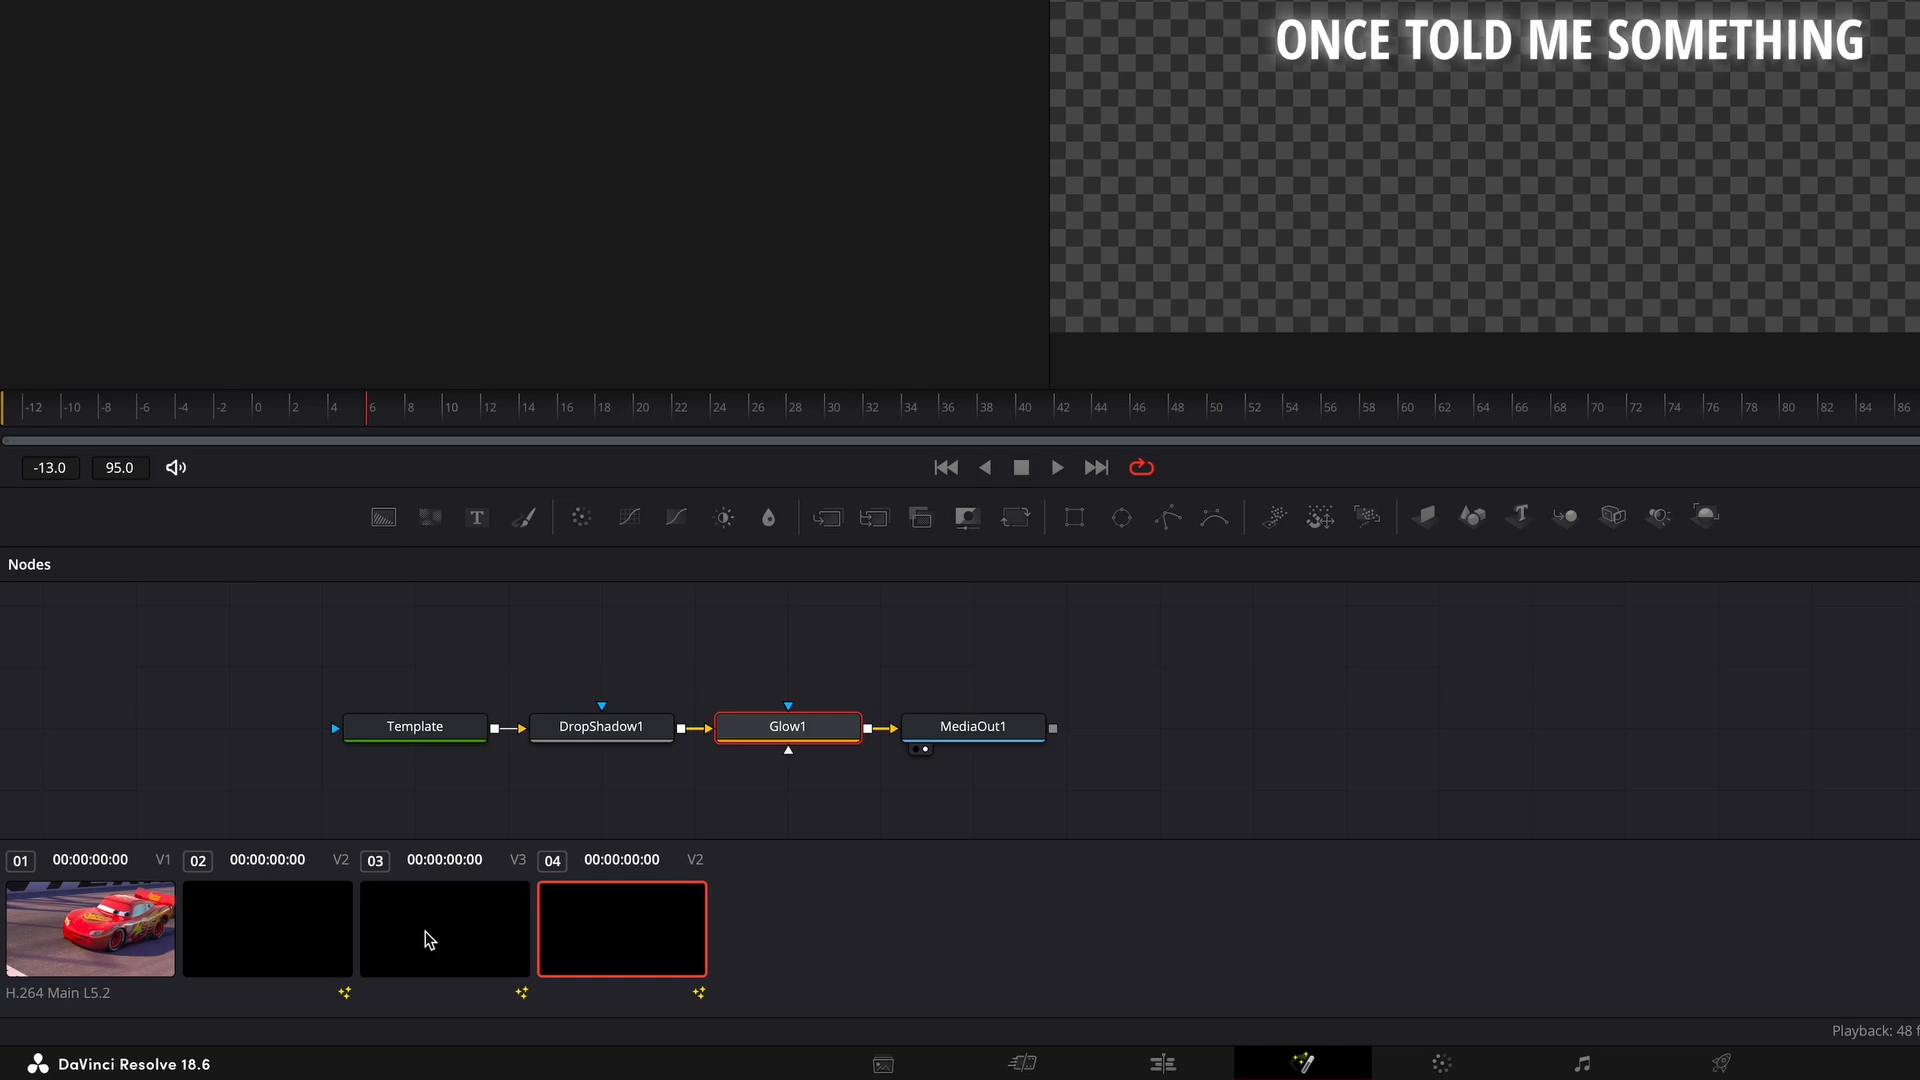 ONCE TOLD ME SOMETHING
-12 -10 -8 -6 -4 -2 0 2 4 6 8 10 12 14 16 18 20 22 24 26 28 30 32 34 36 38 40 42 44 46 48 50 52 54 56 58 60 62 64 66 68 70 72 74 76 78 80 82 84 86
-13.0 95.0
T
T
Nodes
Template DropShadow1 Glow1 MediaOut1
01 00:00:00:00 V1 02 00:00:00:00 V2 03 00:00:00:00 V3 04 00:00:00:00 V2
H.264 Main L5.2
Playback: 48 f
DaVinci Resolve 18.6